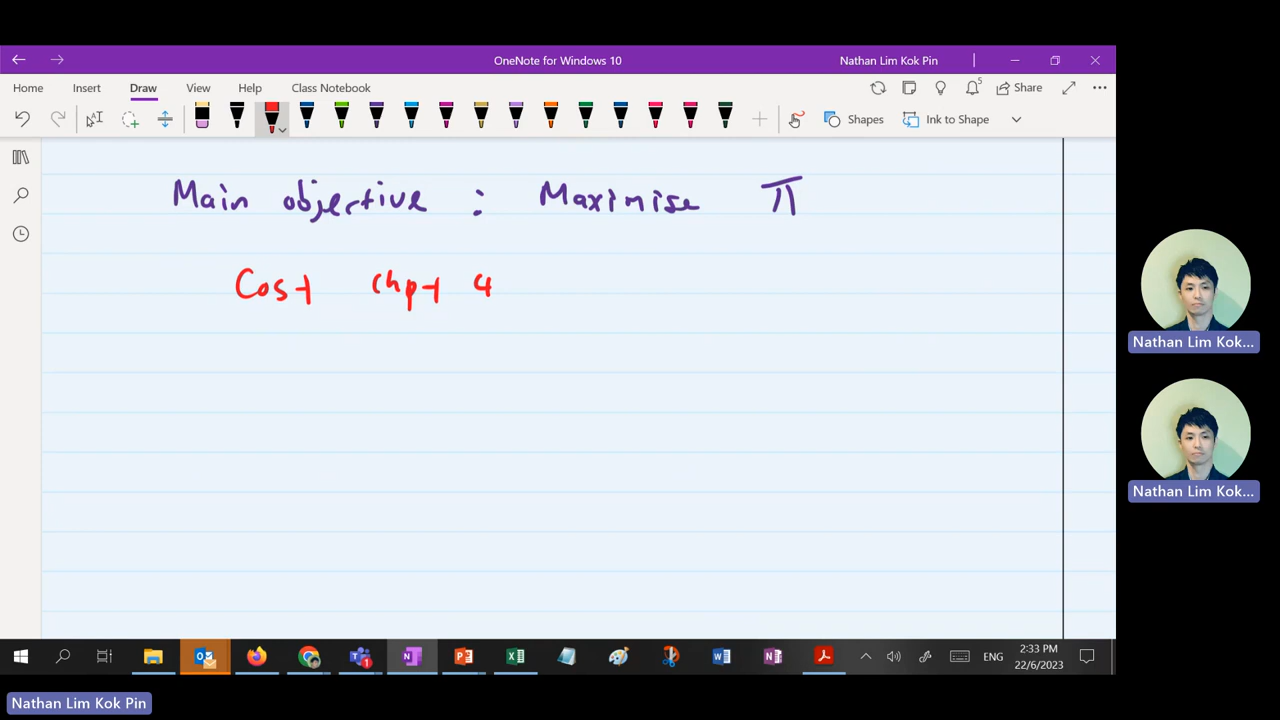 OneNote for Windows 10
Nathan Lim Kok Pin
Home Insert Draw View Help Class Notebook
5 Share
Shapes Ink to Shape
Main objective : Maximise π
Cost Chpt 4
Nathan Lim Kok...
Nathan Lim Kok...
ENG
2:33 PM
22/6/2023
Nathan Lim Kok Pin